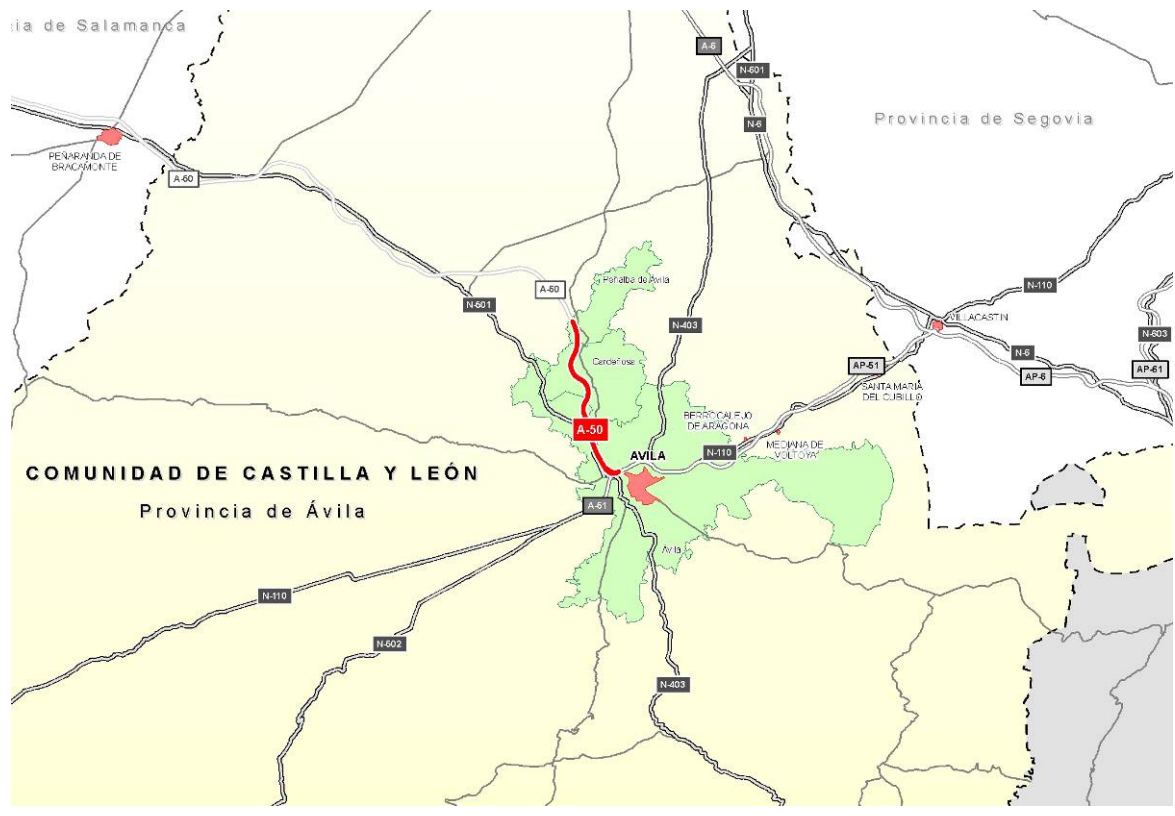 ia de Salamanca
A-6
N-601
N-6
Provincia de Segovia
PEÑARANDA DE
BRACAMONTE
A-50
Peñalba de Ávila
A-50
N-501
N-403
N-110
VILLACASTÍN
N-603
N-6
AP-6
AP-61
AP-51
SANTA MARÍA
DEL CUBILLO
Cardeñosa
BERROCALEJO
DE ARAGONA
MEDIANA DE
VOLTOYA
A-50
ÁVILA
N-110
COMUNIDAD DE CASTILLA Y LEÓN
Provincia de Ávila
A-51
Ávila
N-110
N-502
N-403